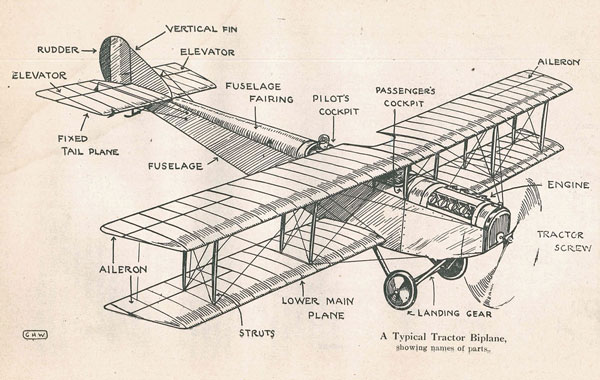 VERTICAL FIN
RUDDER
ELEVATOR
ELEVATOR
AILERON
FUSELAGE
FAIRING
PILOT'S
COCKPIT
PASSENGER'S
COCKPIT
FIXED
TAIL PLANE
FUSELAGE
ENGINE
TRACTOR
SCREW
AILERON
LOWER MAIN
PLANE
LANDING GEAR
STRUTS
GHW
A Typical Tractor Biplane,
showing names of parts.